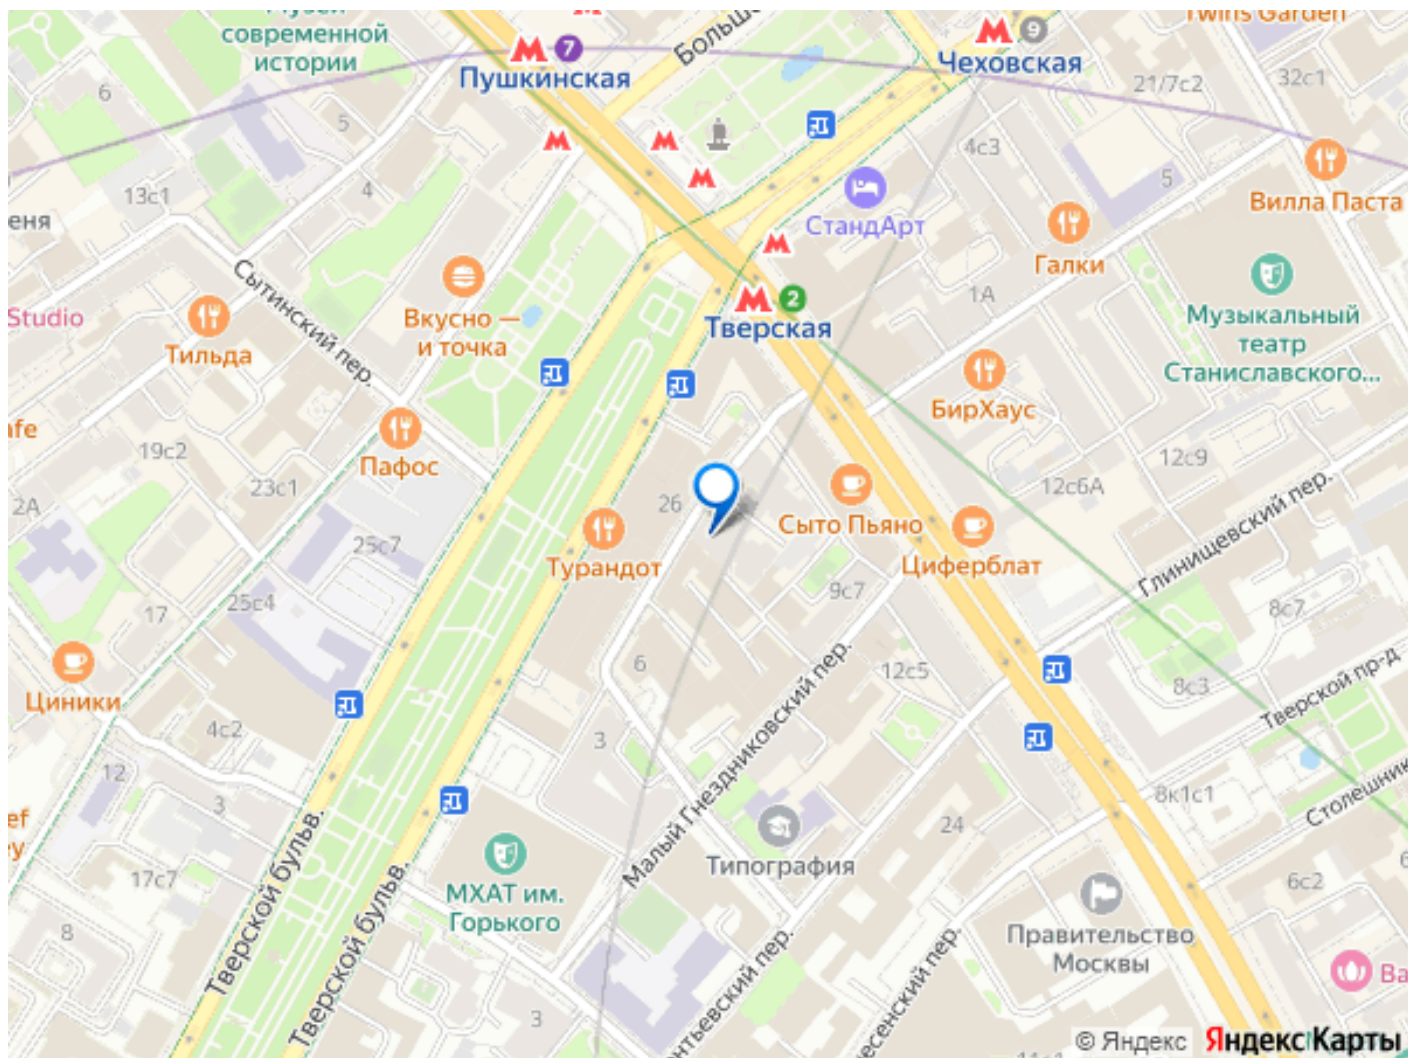 современной
истории
7
Пушкинская
9
Чеховская
Twins Garden
21/7с2
32с1
6
5
4
13с1
4с3
5
СтандАрт
Вилла Паста
Галки
1А
2
Тверская
Музыкальный
театр
Станиславского...
Сытинский пер.
Studio
Тильда
Вкусно —
и точка
БирХаус
Пафос
19с2
23с1
2А
12с9
12с6А
Глинищевский пер.
26
Сыто Пьяно
Циферблат
Турандот
25с7
25с4
17
9с7
8с7
Циники
6
12с5
8с3
Тверской пр-д
4с2
3
12
3
Малый Гнездниковский пер.
8к1с1
24
Типография
МХАТ им.
Горького
17с7
8
Тверской бульв.
Тверской бульв.
6с2
Правительство
Москвы
3
© Яндекс
ЯндексКарты